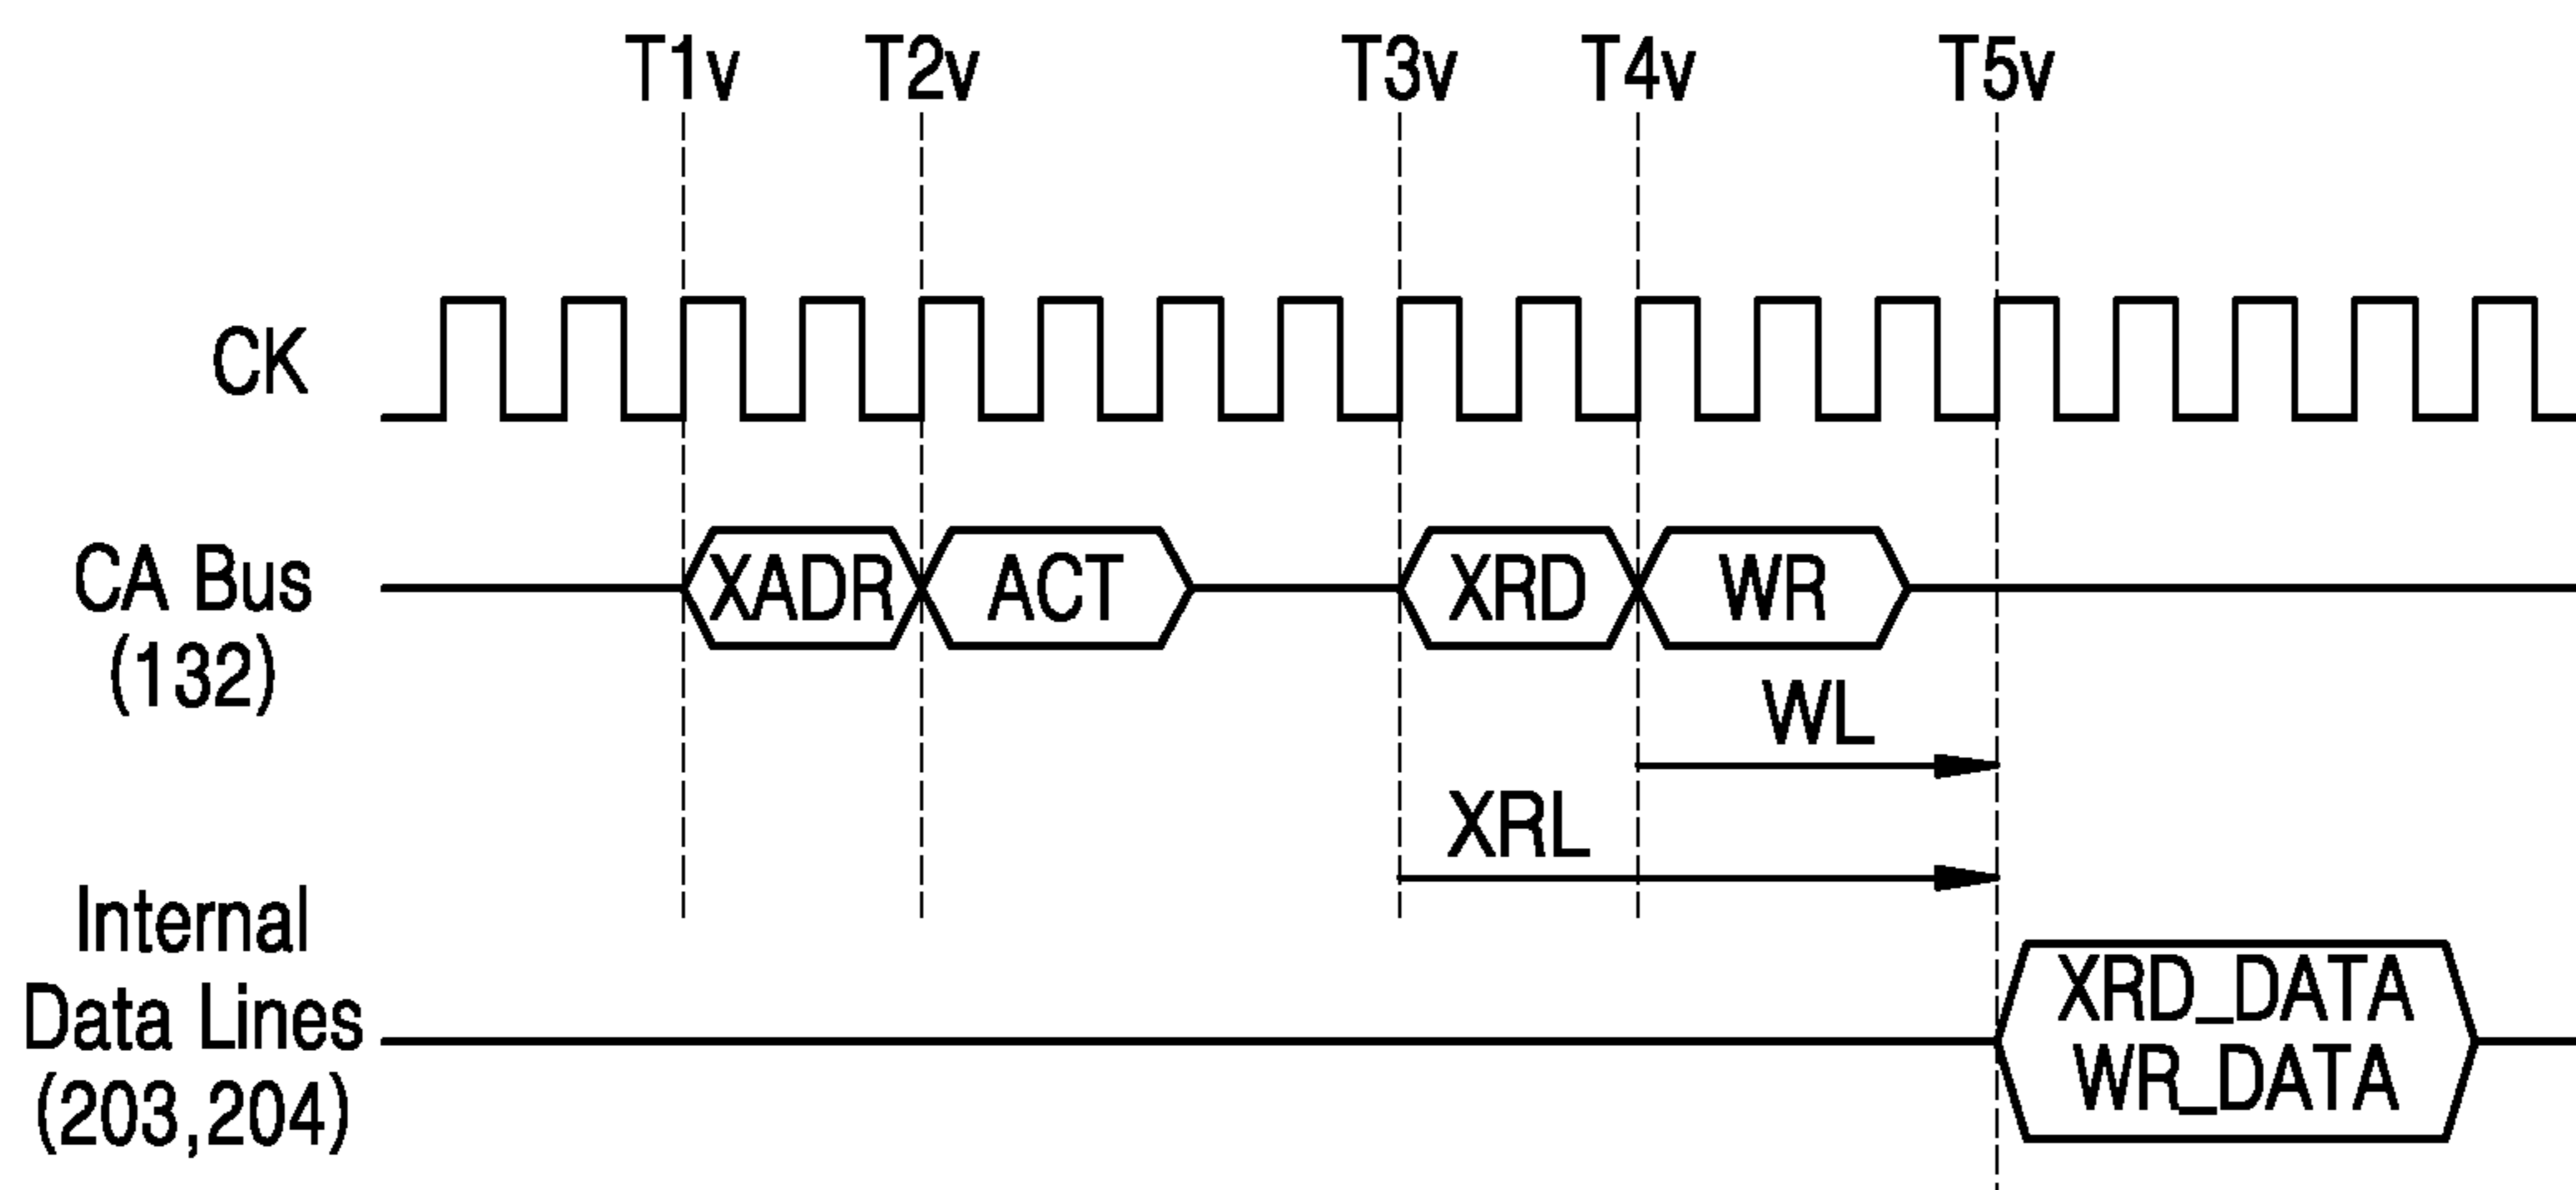 T1v T2v T3v T4v T5v
CK
CA Bus
(132)
XADR ACT XRD WR
WL
XRL
Internal
Data Lines
(203,204)
XRD_DATA
WR_DATA